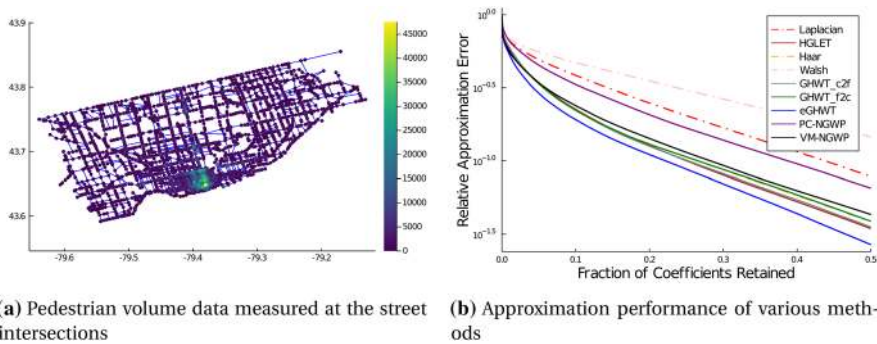 43.9
43.8
43.7
43.6
-79.6
-79.5
-79.4
-79.3
-79.2
45000
40000
35000
30000
25000
20000
15000
10000
5000
0
Relative Approximation Error
10^0.0
10^-0.5
10^-1.0
10^-1.5
0.0
0.1
0.2
0.3
0.4
0.5
Fraction of Coefficients Retained
Laplacian
HGLET
Haar
Walsh
GHWT_c2f
GHWT_f2c
eGHWT
PC-NGWP
VM-NGWP
(a) Pedestrian volume data measured at the street
intersections
(b) Approximation performance of various meth-
ods